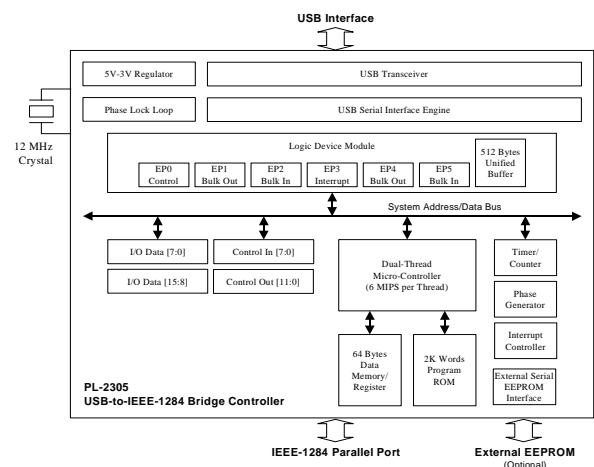 USB Interface
5V-3V Regulator
USB Transceiver
Phase Lock Loop
USB Serial Interface Engine
12 MHz
Crystal
Logic Device Module
512 Bytes
Unified
Buffer
EP0
Control
EP1
Bulk Out
EP2
Bulk In
EP3
Interrupt
EP4
Bulk Out
EP5
Bulk In
System Address/Data Bus
I/O Data [7:0]
Control In [7:0]
I/O Data [15:8]
Control Out [11:0]
Dual-Thread
Micro-Controller
(6 MIPS per Thread)
Timer/
Counter
Phase
Generator
Interrupt
Controller
64 Bytes
Data
Memory/
Register
2K Words
Program
ROM
External Serial
EEPROM
Interface
PL-2305
USB-to-IEEE-1284 Bridge Controller
IEEE-1284 Parallel Port
External EEPROM
(Optional)